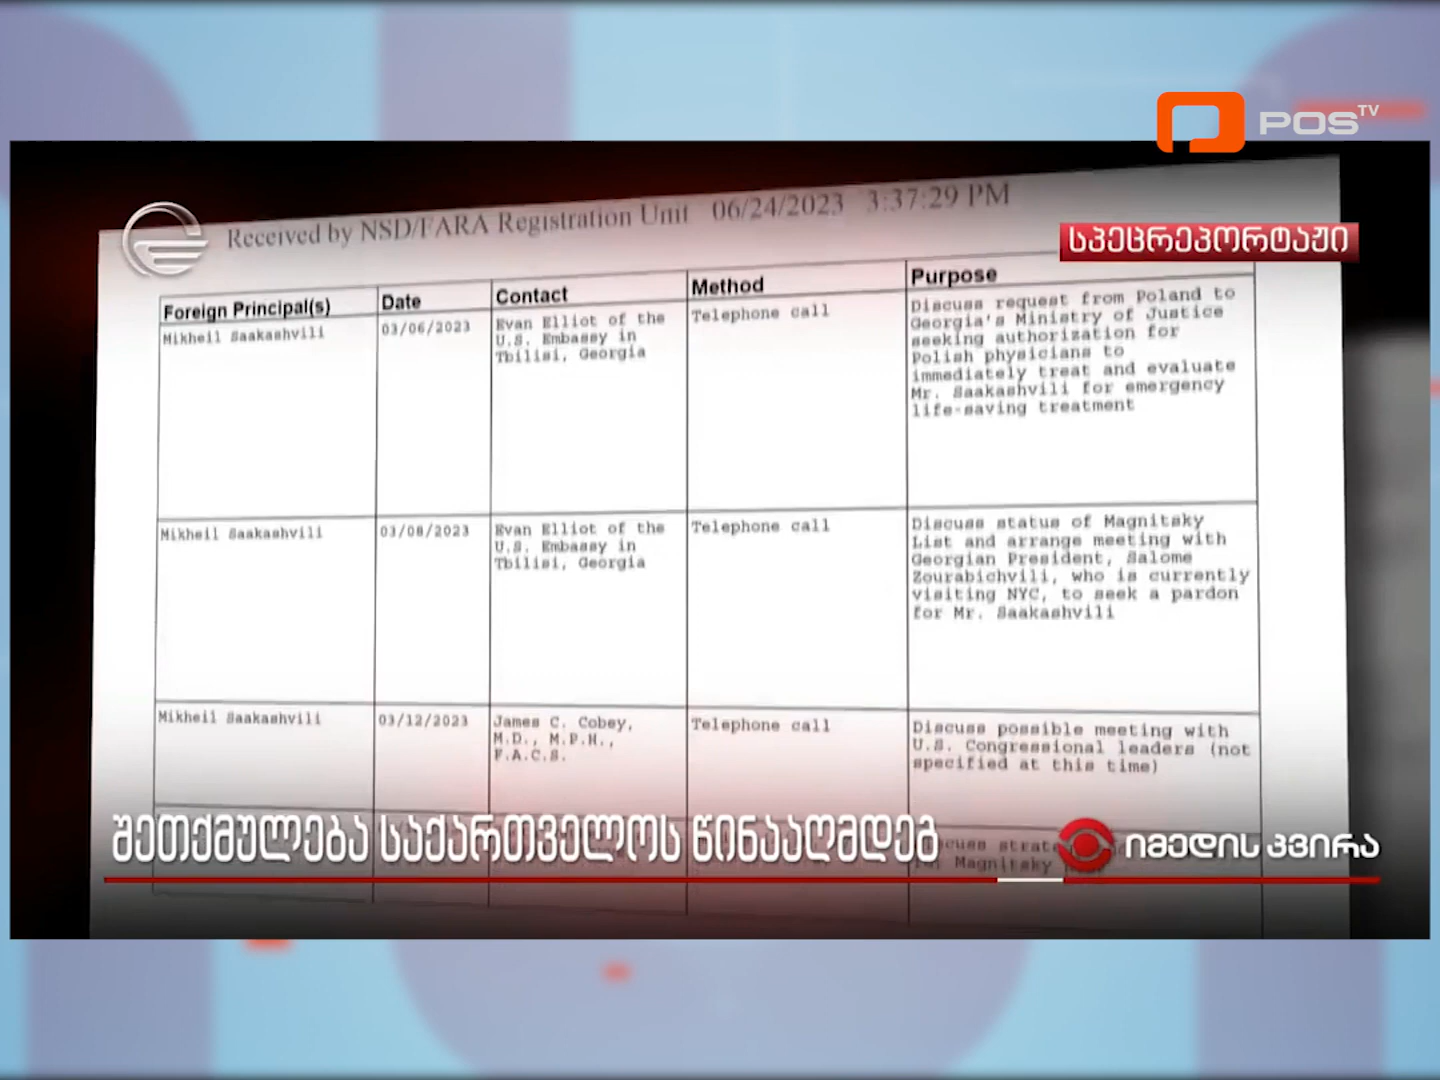 POS TV
Received by NSD/FARA Registration Unit 06/24/2023 3:37:29 PM
სპეცრეპორტაჟი
Foreign Principal(s) Date Contact Method Purpose
Mikheil Saakashvili 03/06/2023 Evan Elliot of the Telephone call Discuss request from Poland to
U.S. Embassy in Georgia's Ministry of Justice
Tbilisi, Georgia seeking authorization for
Polish physicians to
immediately treat and evaluate
Mr. Saakashvili for emergency
life-saving treatment
Mikheil Saakashvili 03/08/2023 Evan Elliot of the Telephone call Discuss status of Magnitsky
U.S. Embassy in List and arrange meeting with
Tbilisi, Georgia Georgian President, Salome
Zourabichvili, who is currently
visiting NYC, to seek a pardon
for Mr. Saakashvili
Mikheil Saakashvili 03/12/2023 James C. Cobey, Telephone call Discuss possible meeting with
M.D., M.P.H., U.S. Congressional leaders (not
F.A.C.S. specified at this time)
შეთქმულება საქართველოს წინააღმდეგ
იმედის კვირა
Magnitsky